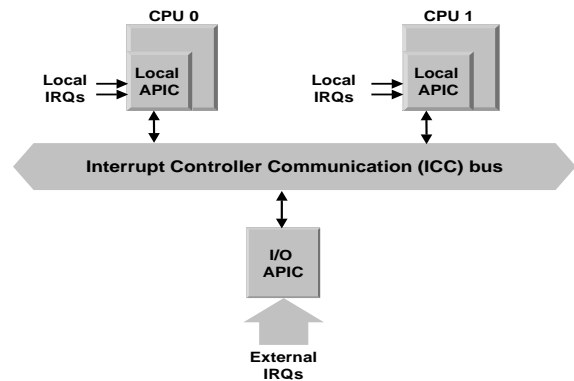 CPU 0
CPU 1
Local
IRQs
Local
APIC
Local
IRQs
Local
APIC
Interrupt Controller Communication (ICC) bus
I/O
APIC
External
IRQs